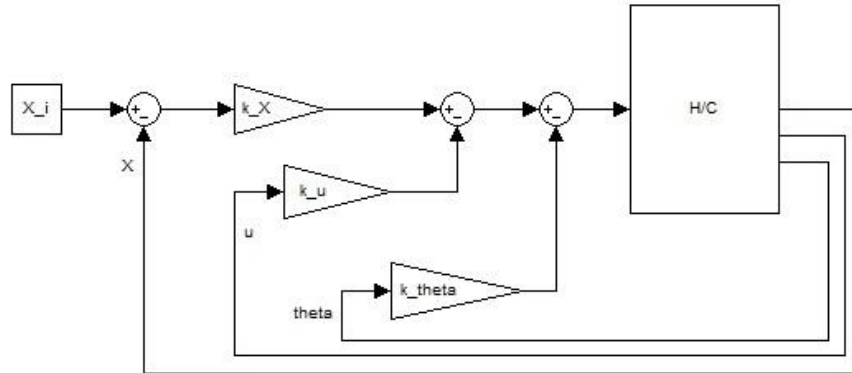 X_i
+
-
k_X
+
-
+
-
H/C
X
k_u
u
k_theta
theta